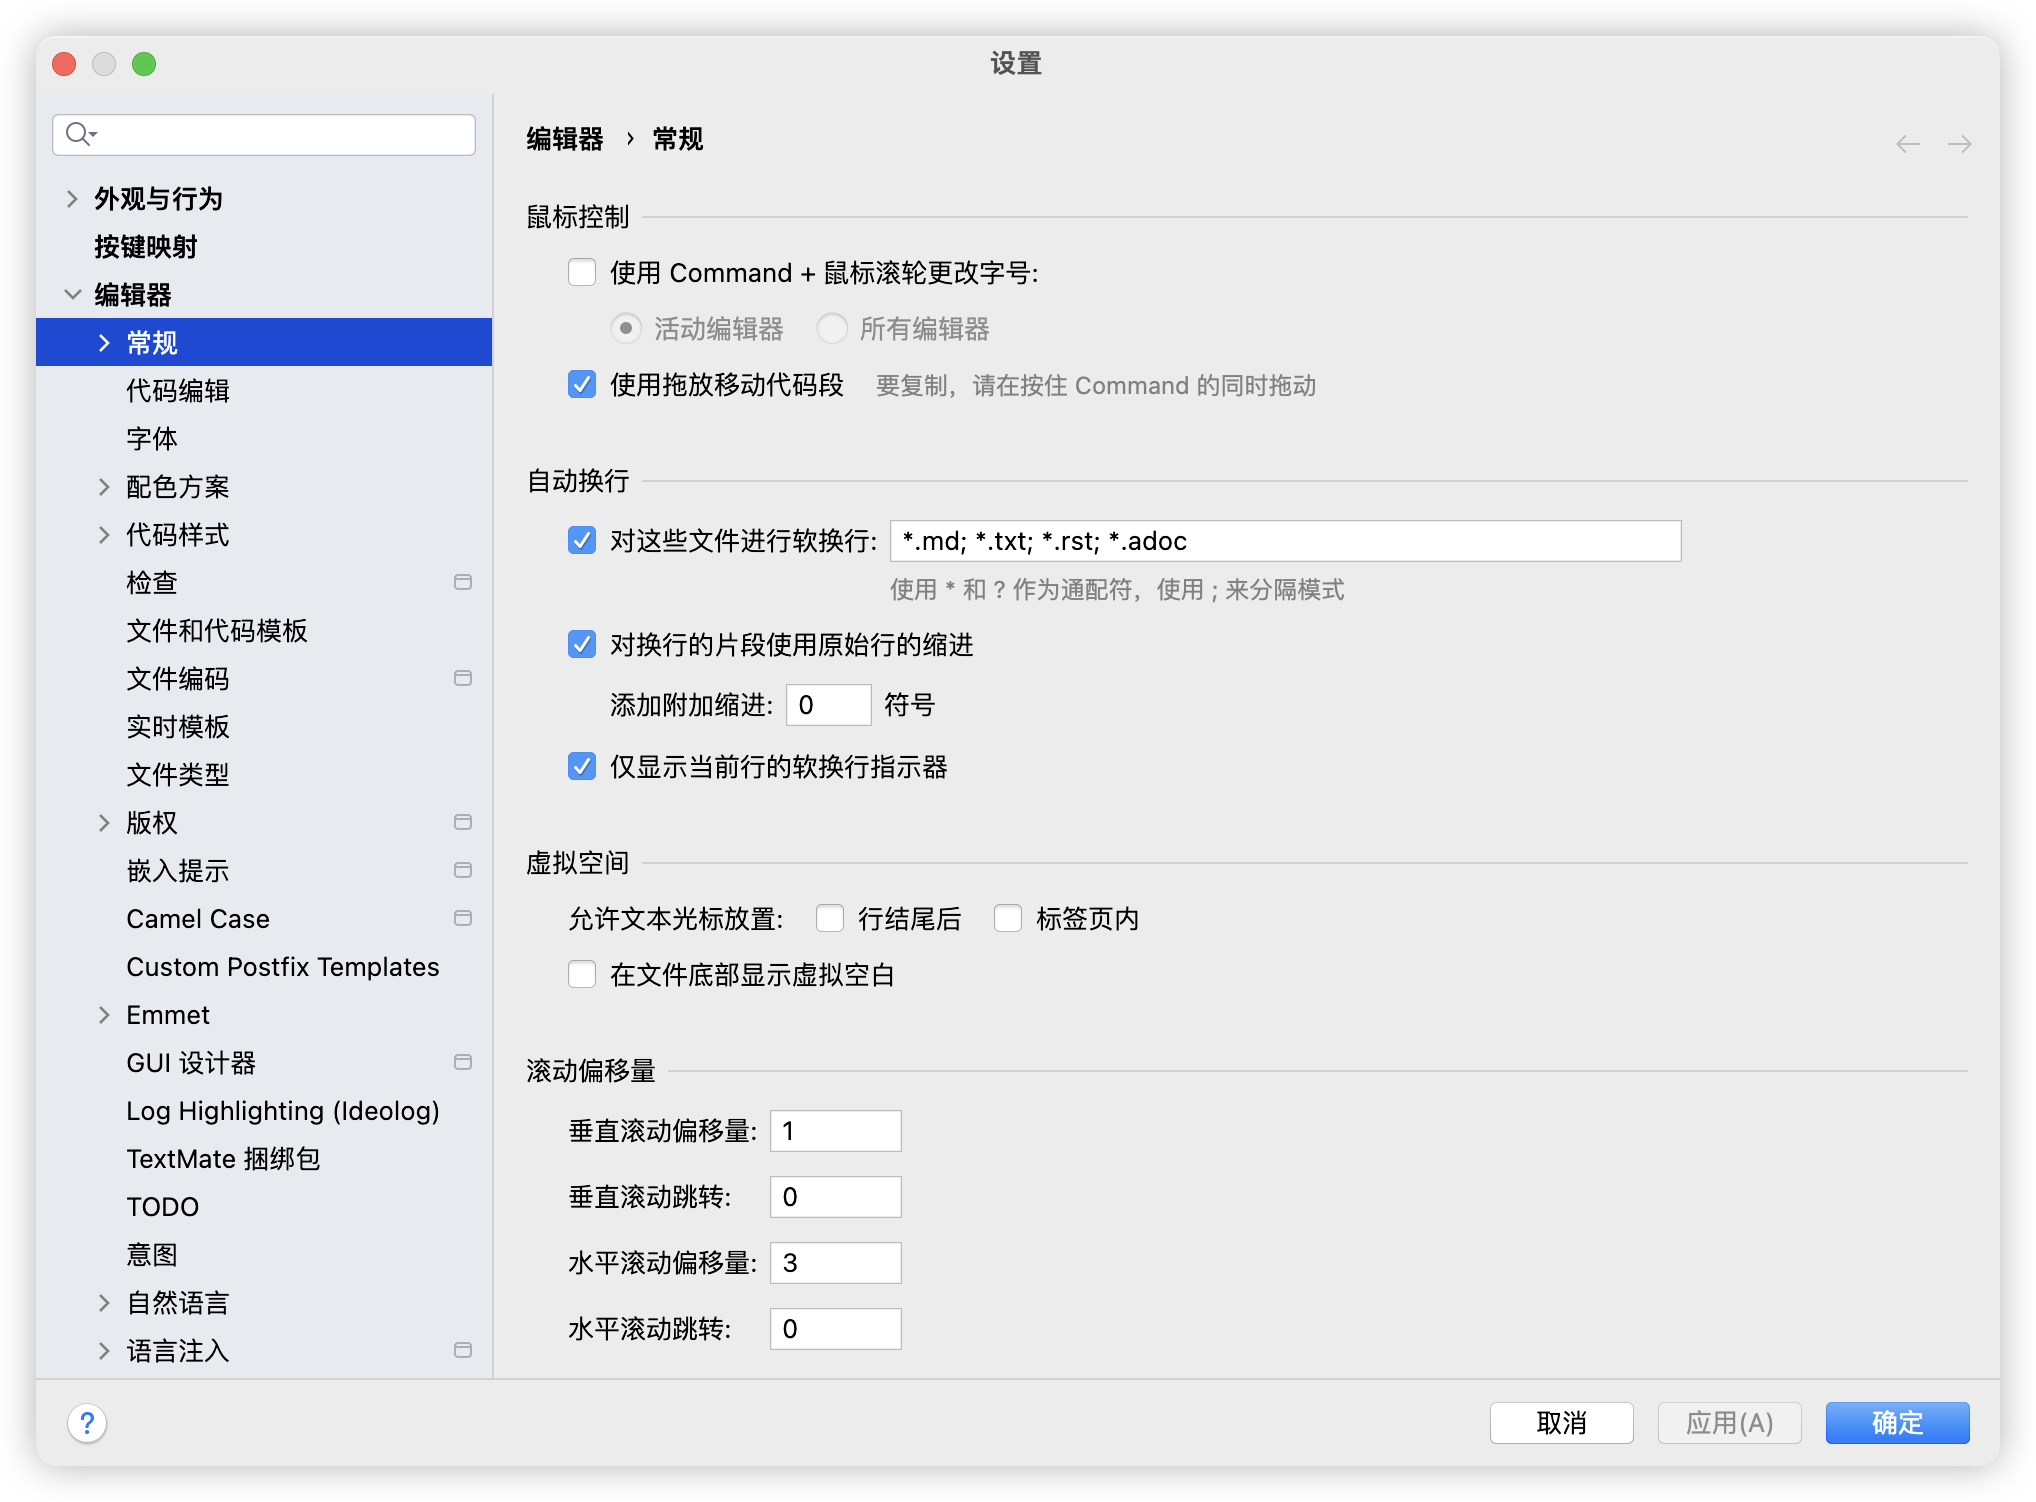 设置
外观与行为
按键映射
编辑器
常规
代码编辑
字体
配色方案
代码样式
检查
文件和代码模板
文件编码
实时模板
文件类型
版权
嵌入提示
Camel Case
Custom Postfix Templates
Emmet
GUI 设计器
Log Highlighting (Ideolog)
TextMate 捆绑包
TODO
意图
自然语言
语言注入
编辑器 › 常规
鼠标控制
使用 Command + 鼠标滚轮更改字号:
活动编辑器 所有编辑器
使用拖放移动代码段 要复制，请在按住 Command 的同时拖动
自动换行
对这些文件进行软换行: *.md; *.txt; *.rst; *.adoc
使用 * 和 ? 作为通配符，使用 ; 来分隔模式
对换行的片段使用原始行的缩进
添加附加缩进: 0 符号
仅显示当前行的软换行指示器
虚拟空间
允许文本光标放置: 行结尾后 标签页内
在文件底部显示虚拟空白
滚动偏移量
垂直滚动偏移量: 1
垂直滚动跳转: 0
水平滚动偏移量: 3
水平滚动跳转: 0
? 取消 应用(A) 确定